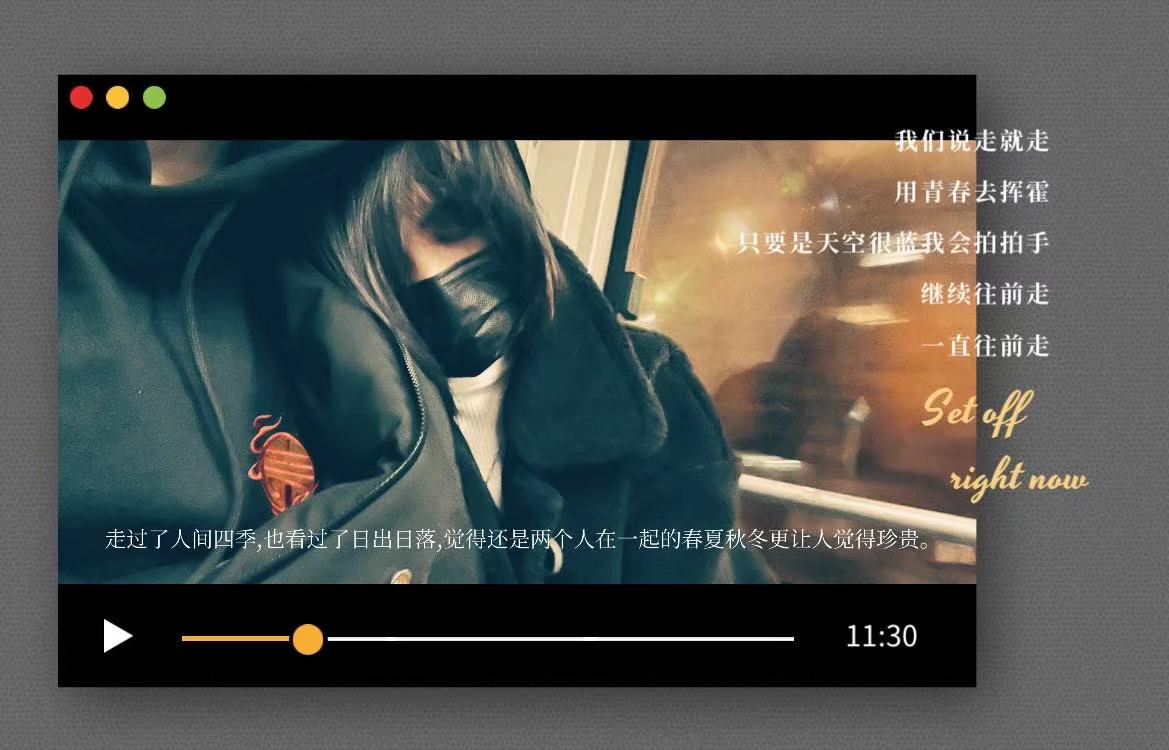 我们说走就走
用青春去挥霍
只要是天空很蓝我会拍拍手
继续往前走
一直往前走
Set off
right now
走过了人间四季,也看过了日出日落,觉得还是两个人在一起的春夏秋冬更让人觉得珍贵。
11:30